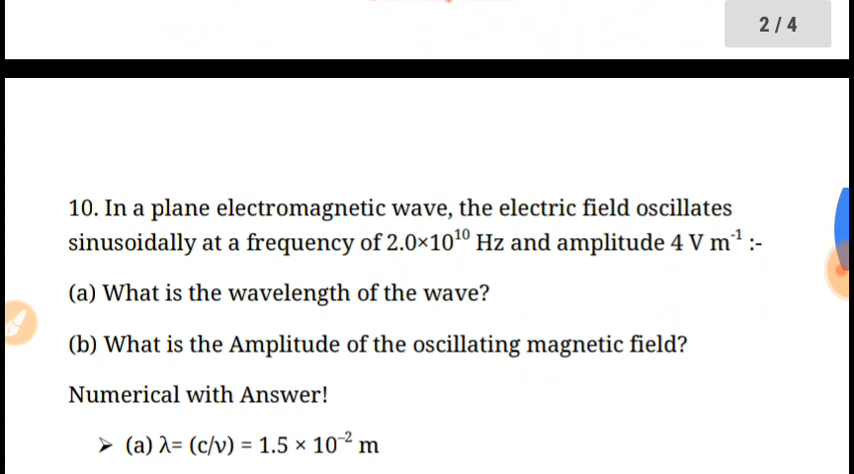 2 / 4
10. In a plane electromagnetic wave, the electric field oscillates
sinusoidally at a frequency of 2.0×10¹⁰ Hz and amplitude 4 V m⁻¹ :-
(a) What is the wavelength of the wave?
(b) What is the Amplitude of the oscillating magnetic field?
Numerical with Answer!
➢ (a) λ= (c/ν) = 1.5 × 10⁻² m